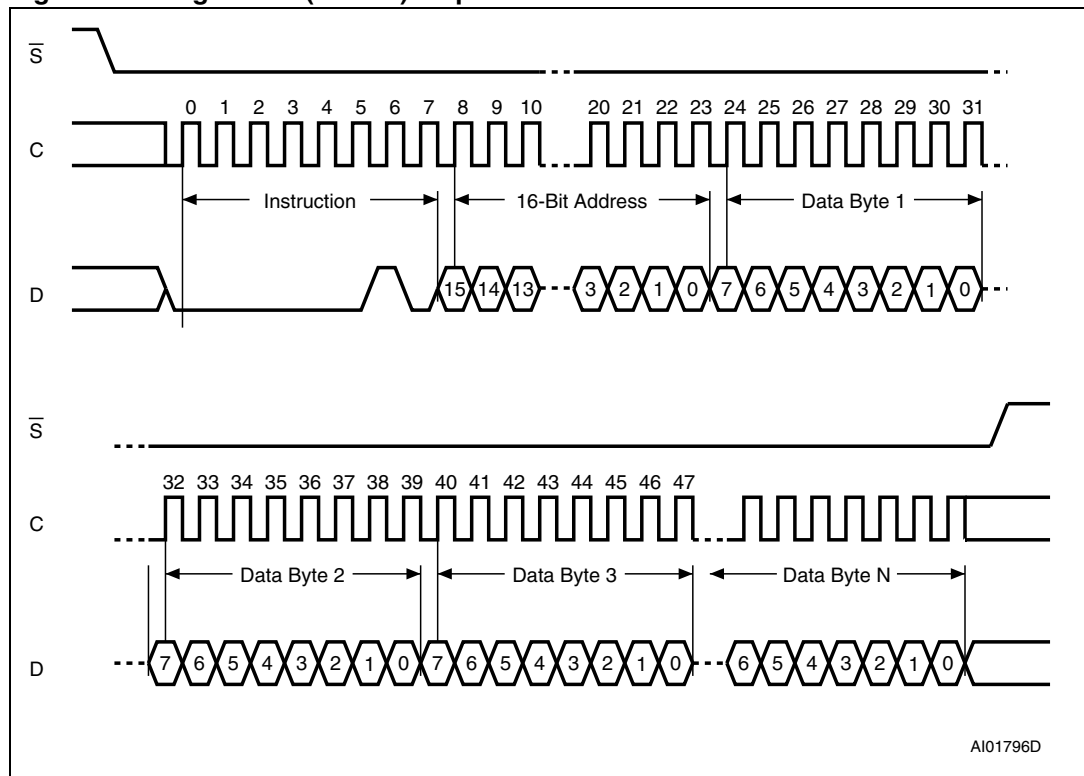 S
0 1 2 3 4 5 6 7 8 9 10 20 21 22 23 24 25 26 27 28 29 30 31
C
Instruction 16-Bit Address Data Byte 1
D 15 14 13 3 2 1 0 7 6 5 4 3 2 1 0
S
32 33 34 35 36 37 38 39 40 41 42 43 44 45 46 47
C
Data Byte 2 Data Byte 3 Data Byte N
D 7 6 5 4 3 2 1 0 7 6 5 4 3 2 1 0 6 5 4 3 2 1 0
AI01796D